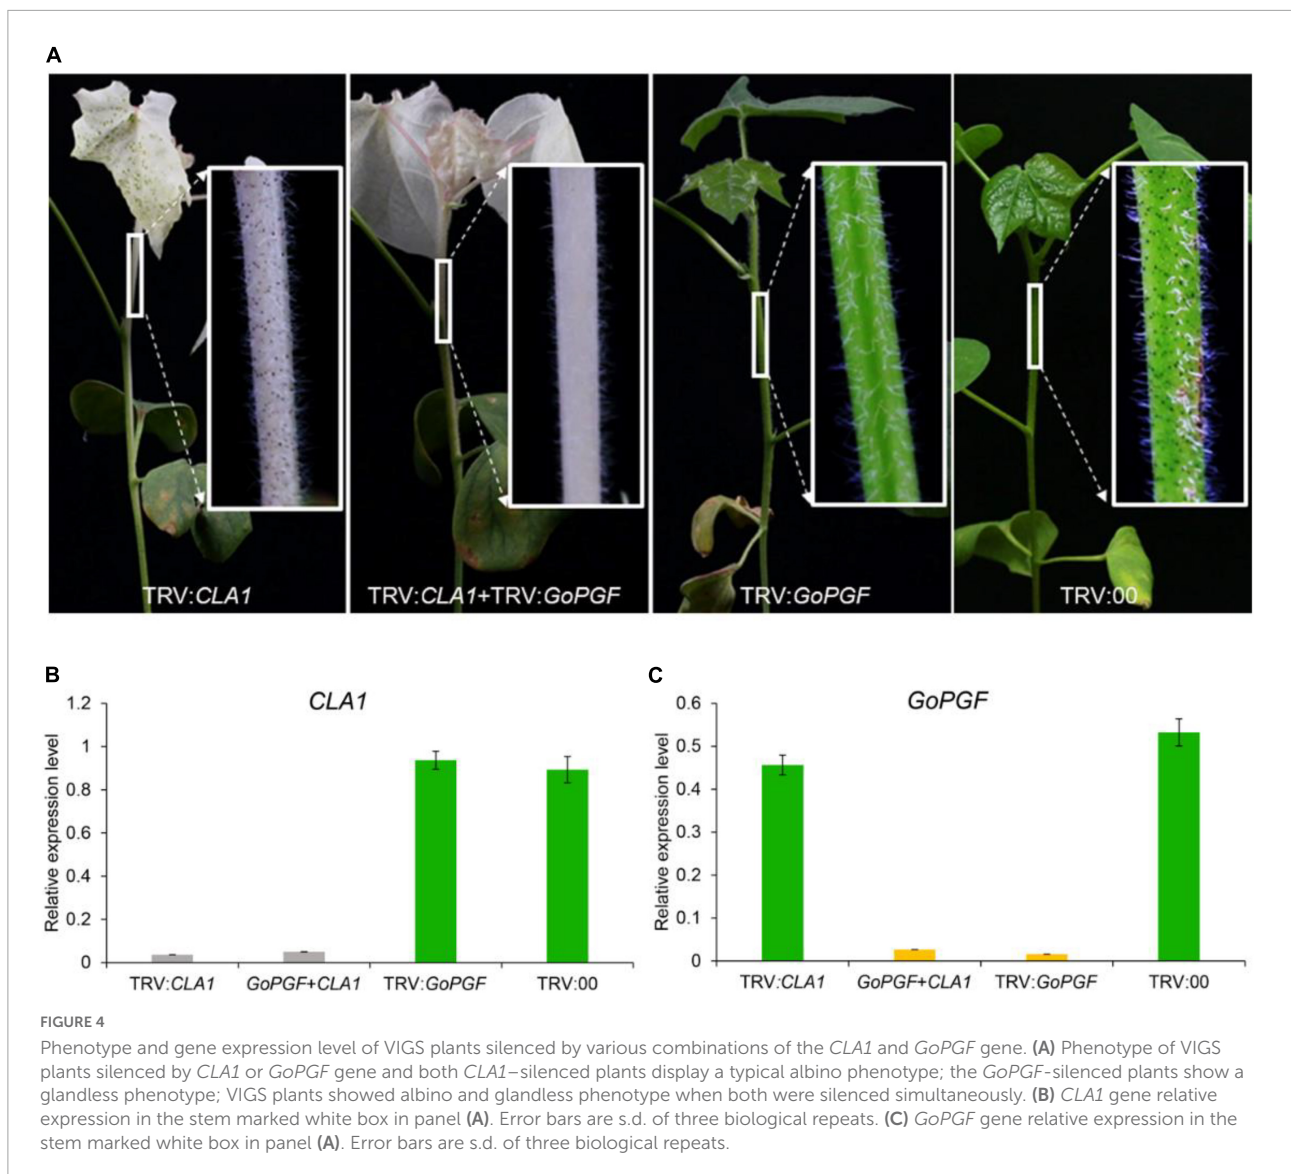 A
TRV:CLA1
TRV:CLA1+TRV:GoPGF
TRV:GoPGF
TRV:00
B
CLA1
Relative expression level
1.2
1
0.8
0.6
0.4
0.2
0
TRV:CLA1
GoPGF+CLA1
TRV:GoPGF
TRV:00
C
GoPGF
Relative expression level
0.6
0.5
0.4
0.3
0.2
0.1
0
TRV:CLA1
GoPGF+CLA1
TRV:GoPGF
TRV:00
FIGURE 4
Phenotype and gene expression level of VIGS plants silenced by various combinations of the CLA1 and GoPGF gene. (A) Phenotype of VIGS
plants silenced by CLA1 or GoPGF gene and both CLA1–silenced plants display a typical albino phenotype; the GoPGF-silenced plants show a
glandless phenotype; VIGS plants showed albino and glandless phenotype when both were silenced simultaneously. (B) CLA1 gene relative
expression in the stem marked white box in panel (A). Error bars are s.d. of three biological repeats. (C) GoPGF gene relative expression in the
stem marked white box in panel (A). Error bars are s.d. of three biological repeats.